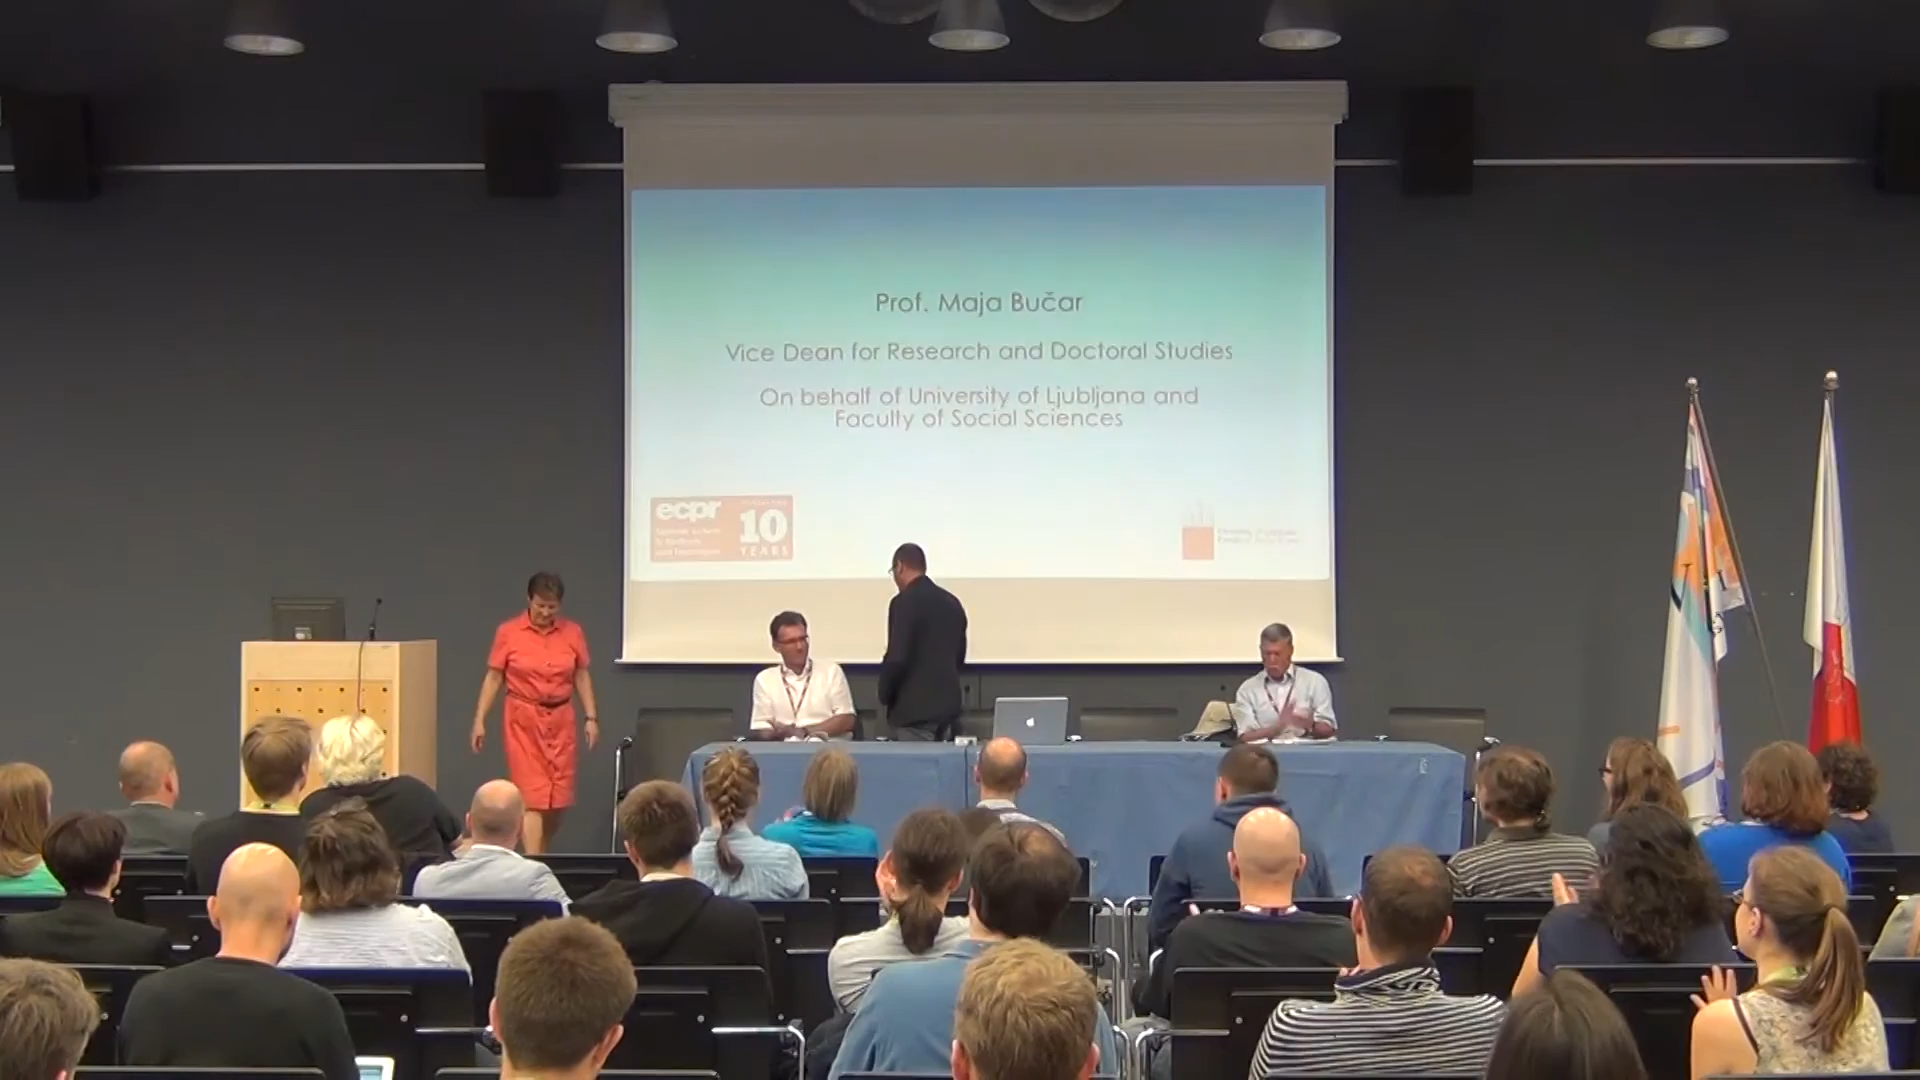 Prof. Maja Bučar
Vice Dean for Research and Doctoral Studies
On behalf of University of Ljubljana and
Faculty of Social Sciences
ecpr
10
YEARS